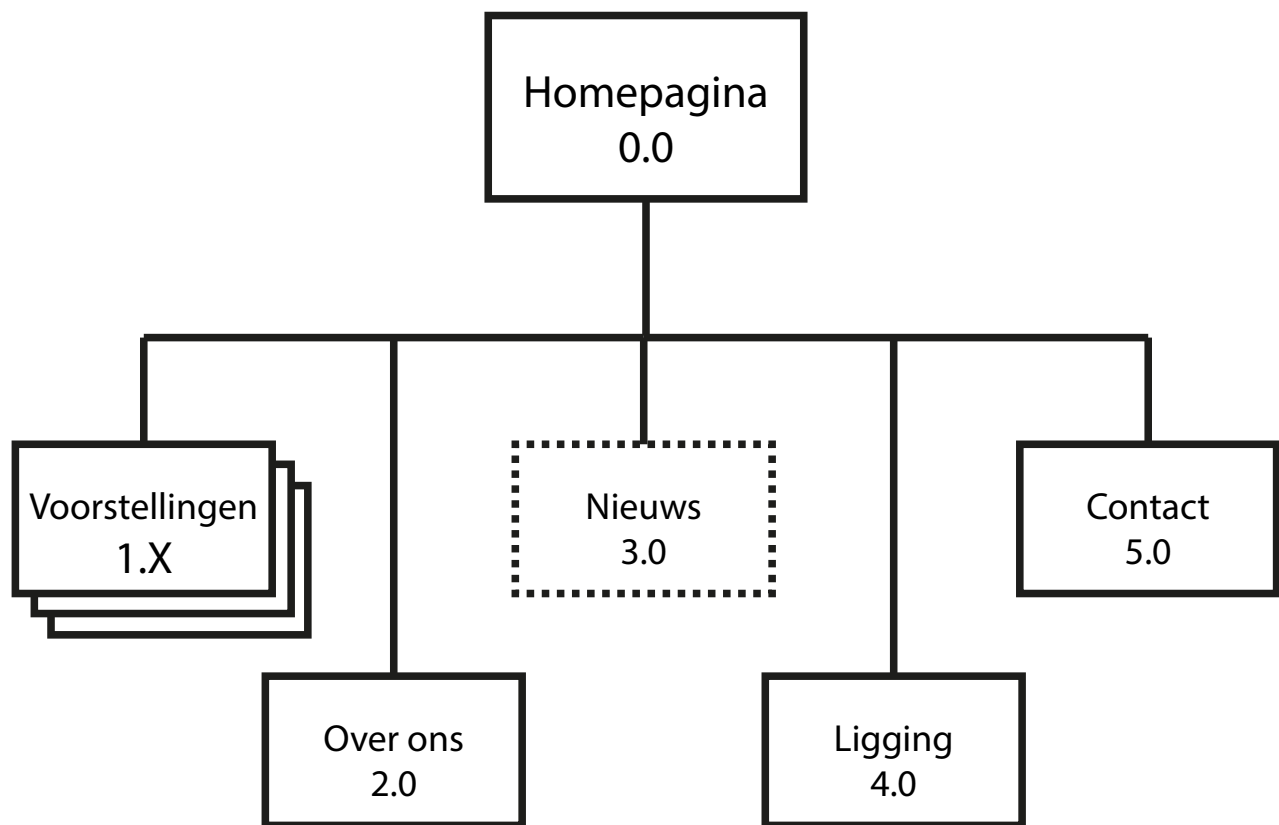 Homepagina
0.0
Voorstellingen
1.X
Nieuws
3.0
Contact
5.0
Over ons
2.0
Ligging
4.0